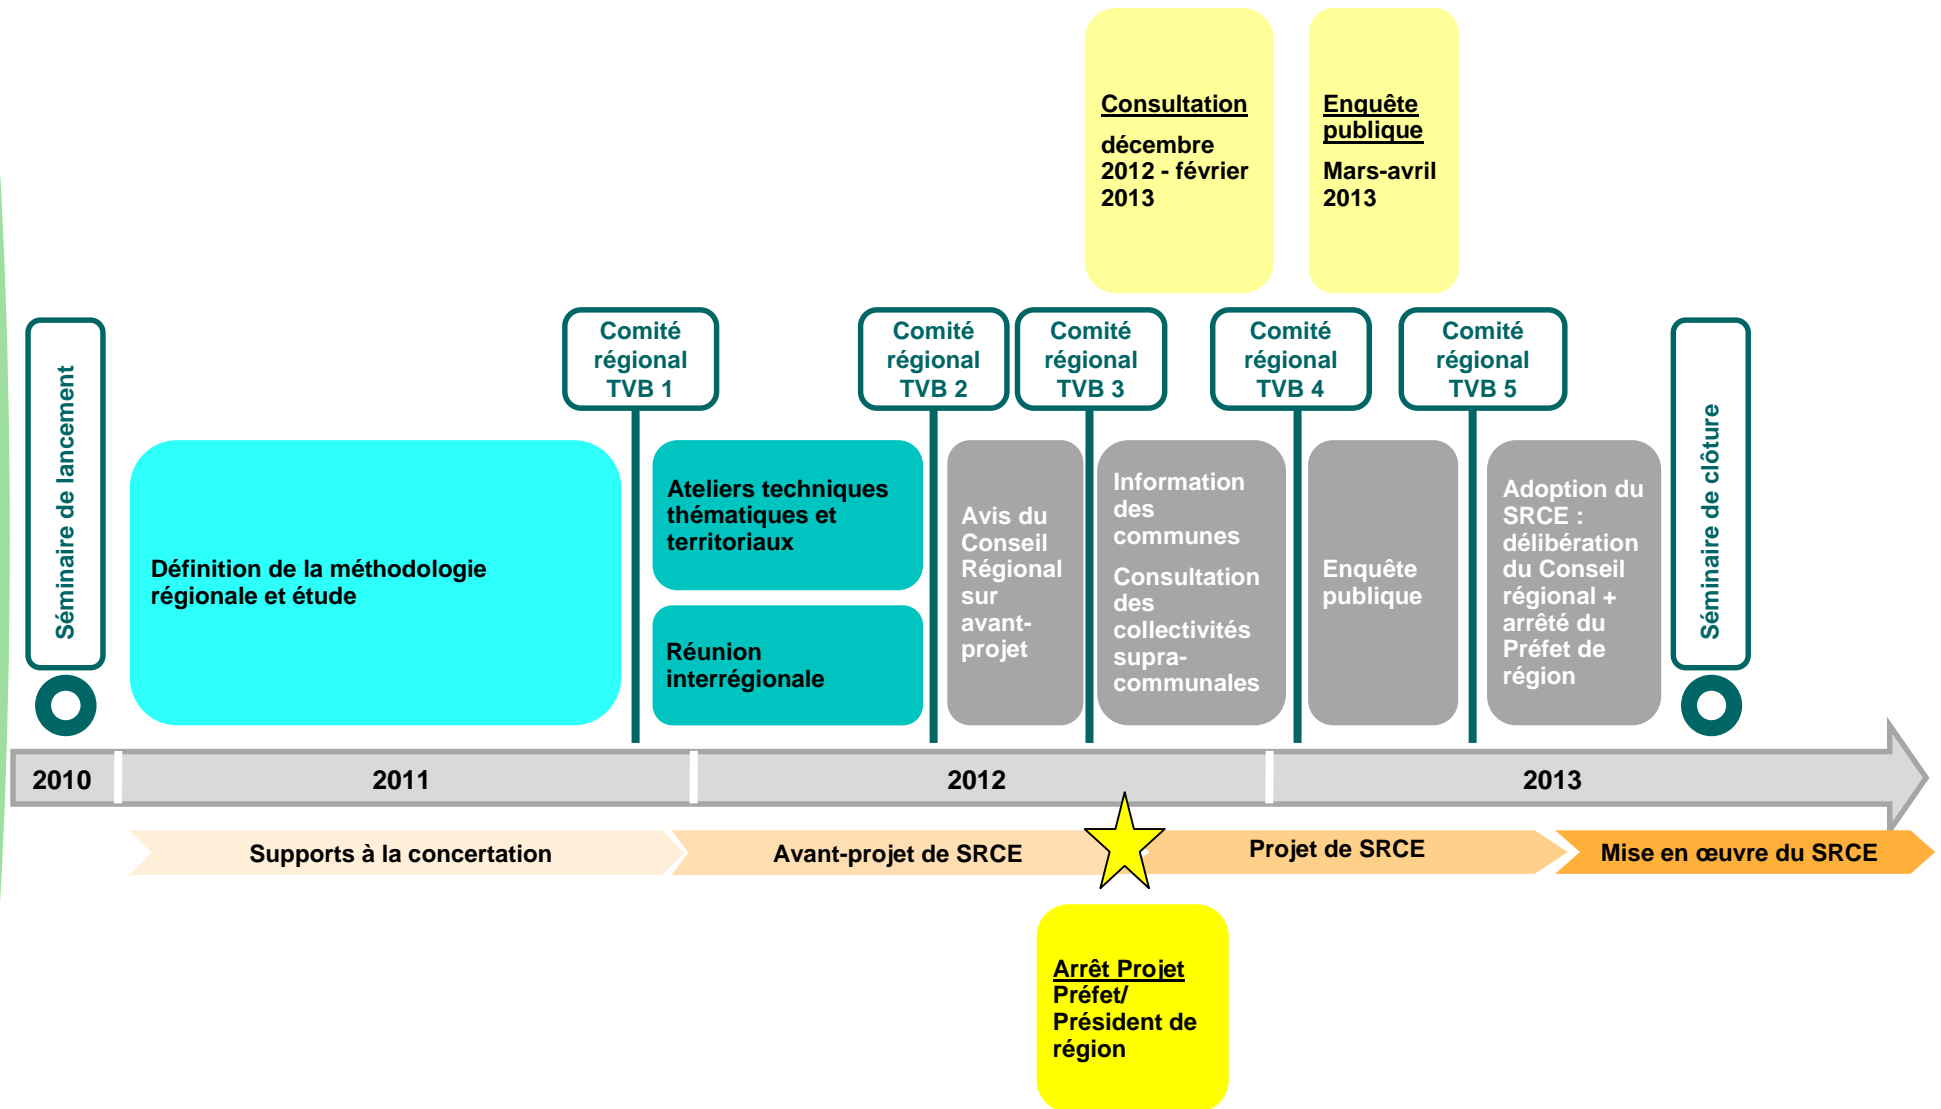 Consultation
décembre
2012 - février
2013
Enquête
publique
Mars-avril
2013
Séminaire de lancement
Comité
régional
TVB 1
Comité
régional
TVB 2
Comité
régional
TVB 3
Comité
régional
TVB 4
Comité
régional
TVB 5
Séminaire de clôture
Définition de la méthodologie
régionale et étude
Ateliers techniques
thématiques et
territoriaux
Réunion
interrégionale
Avis du
Conseil
Régional
sur
avant-
projet
Information
des
communes
Consultation
des
collectivités
supra-
communales
Enquête
publique
Adoption du
SRCE :
délibération
du Conseil
régional +
arrêté du
Préfet de
région
2010
2011
2012
2013
Supports à la concertation
Avant-projet de SRCE
Projet de SRCE
Mise en œuvre du SRCE
Arrêt Projet
Préfet/
Président de
région